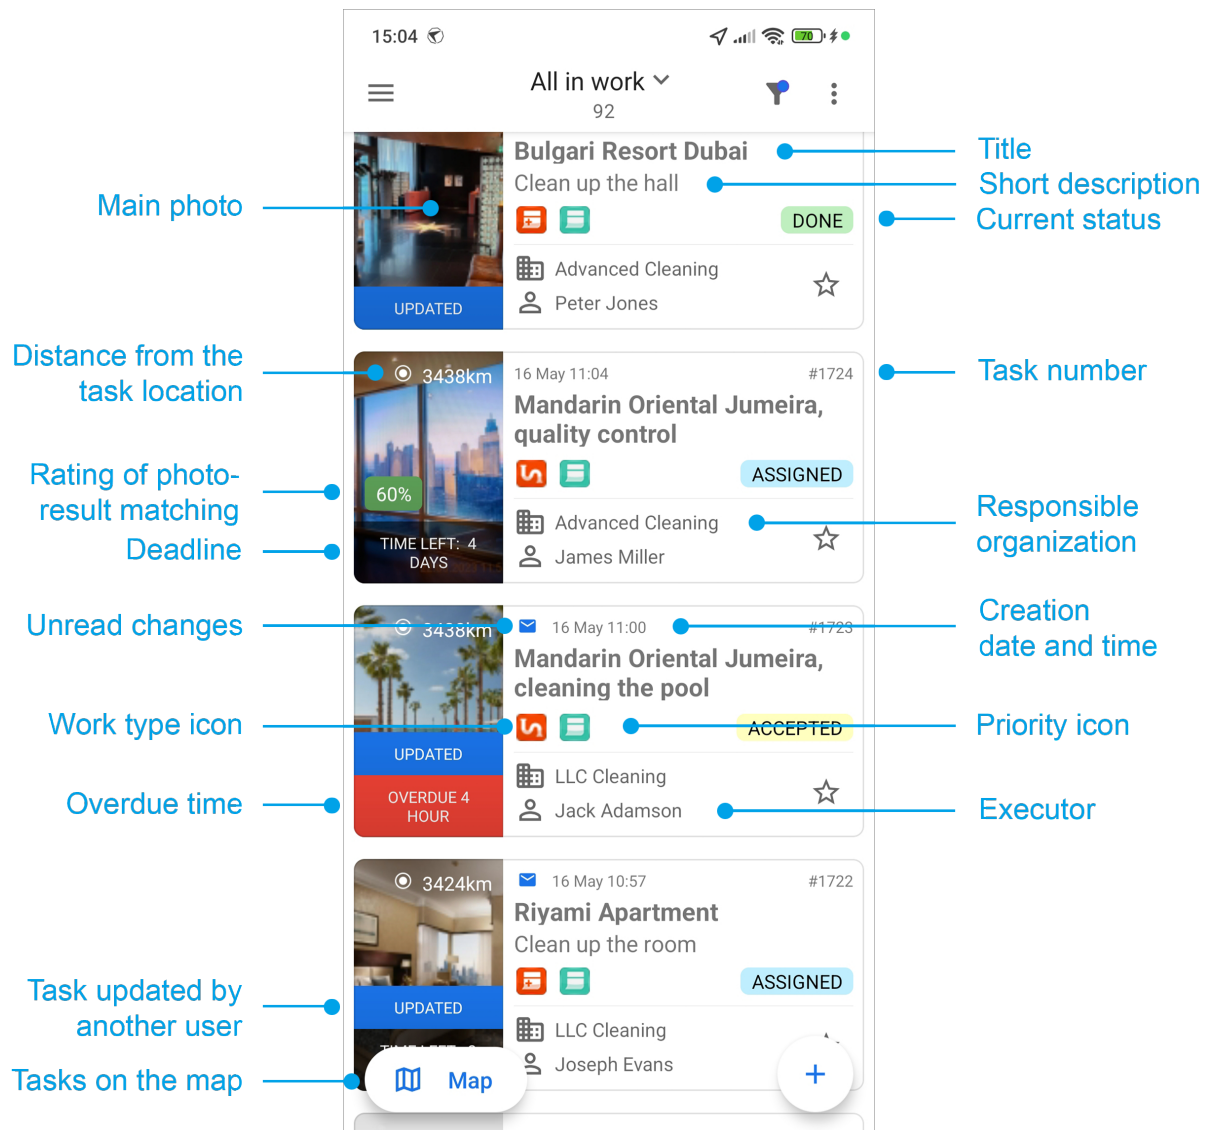 15:04
70
All in work
92
Main photo
Bulgari Resort Dubai
Title
Clean up the hall
Short description
DONE
Current status
Advanced Cleaning
Peter Jones
UPDATED
Distance from the
task location
3438km
16 May 11:04
#1724
Task number
Mandarin Oriental Jumeira,
quality control
Rating of photo-
result matching
60%
ASSIGNED
Deadline
TIME LEFT: 4
DAYS
Advanced Cleaning
James Miller
Responsible
organization
Unread changes
3438km
16 May 11:00
#1723
Creation
date and time
Mandarin Oriental Jumeira,
cleaning the pool
Work type icon
ACCEPTED
Priority icon
UPDATED
LLC Cleaning
Overdue time
OVERDUE 4
HOUR
Jack Adamson
Executor
3424km
16 May 10:57
#1722
Riyami Apartment
Clean up the room
ASSIGNED
Task updated by
another user
UPDATED
LLC Cleaning
Joseph Evans
Tasks on the map
Map